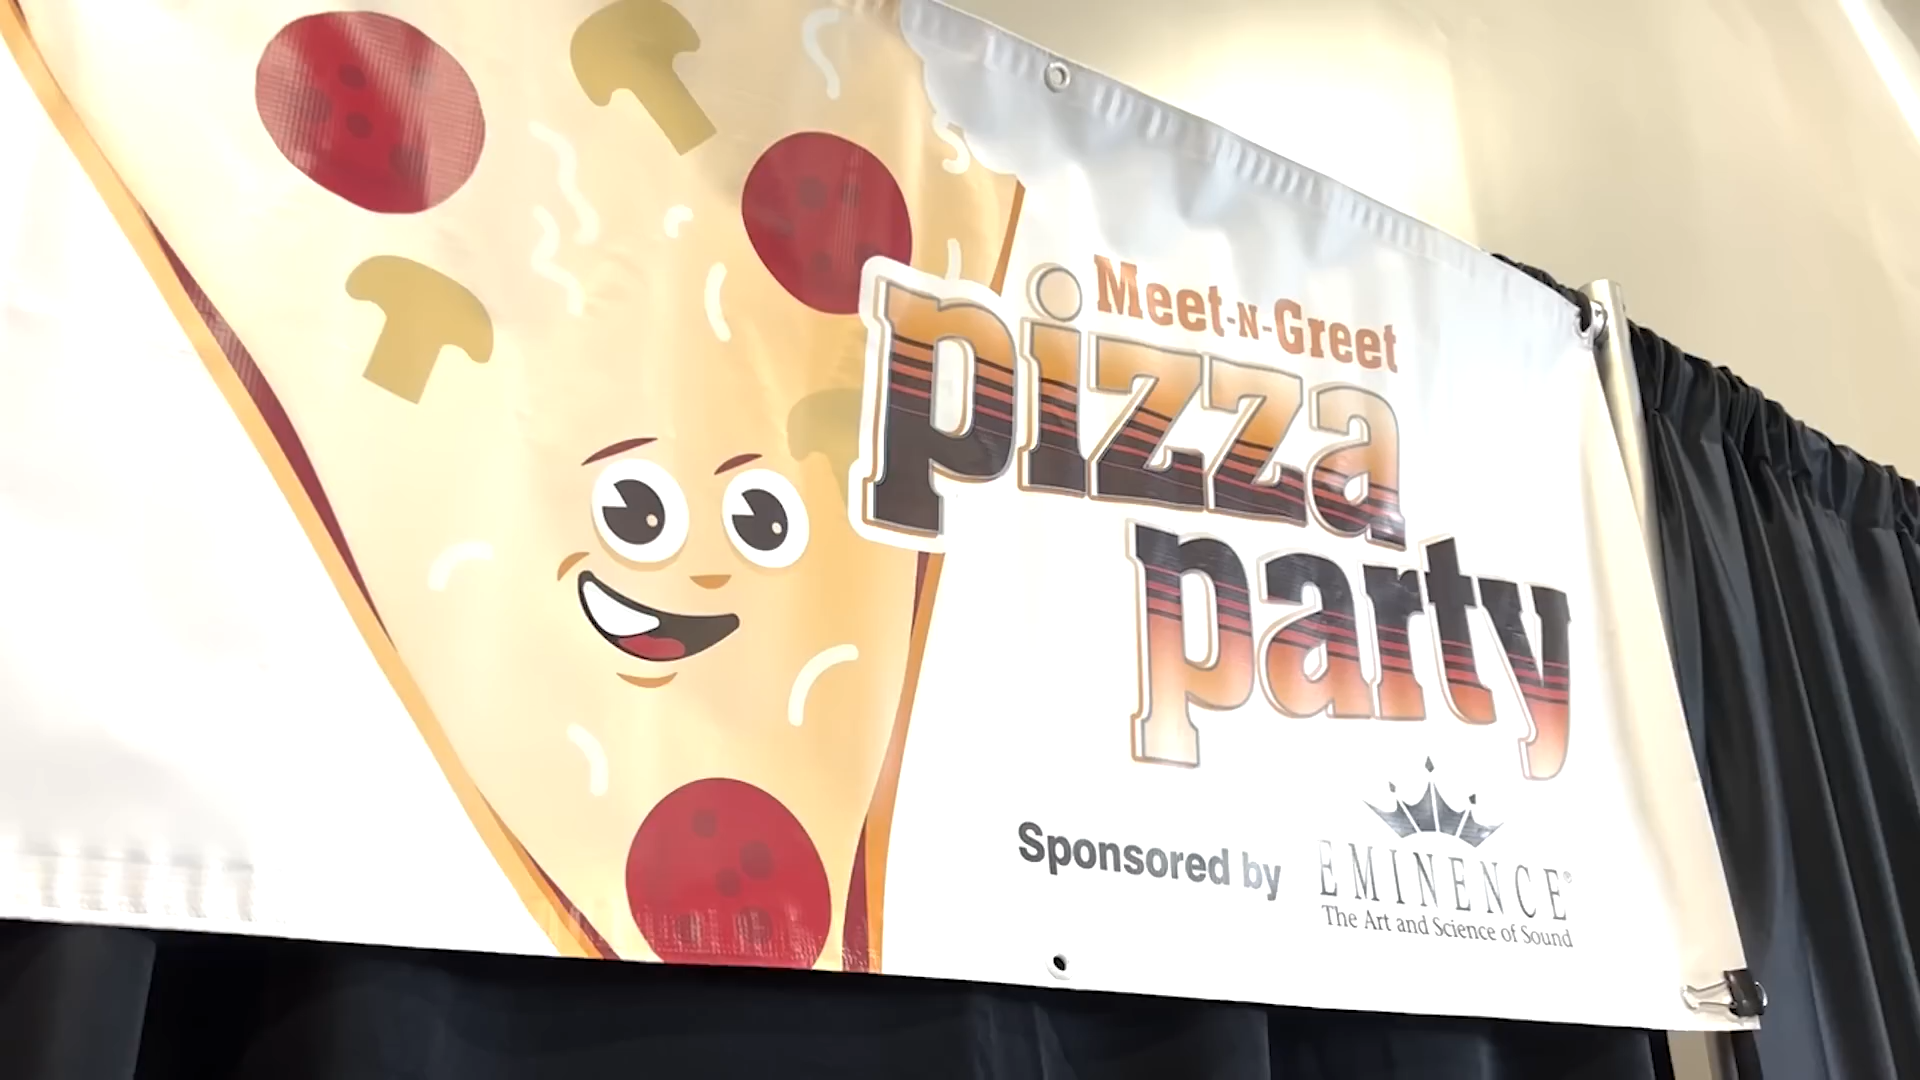 Meet-N-Greet
pizza
party
Sponsored by
EMINENCE®
The Art and Science of Sound